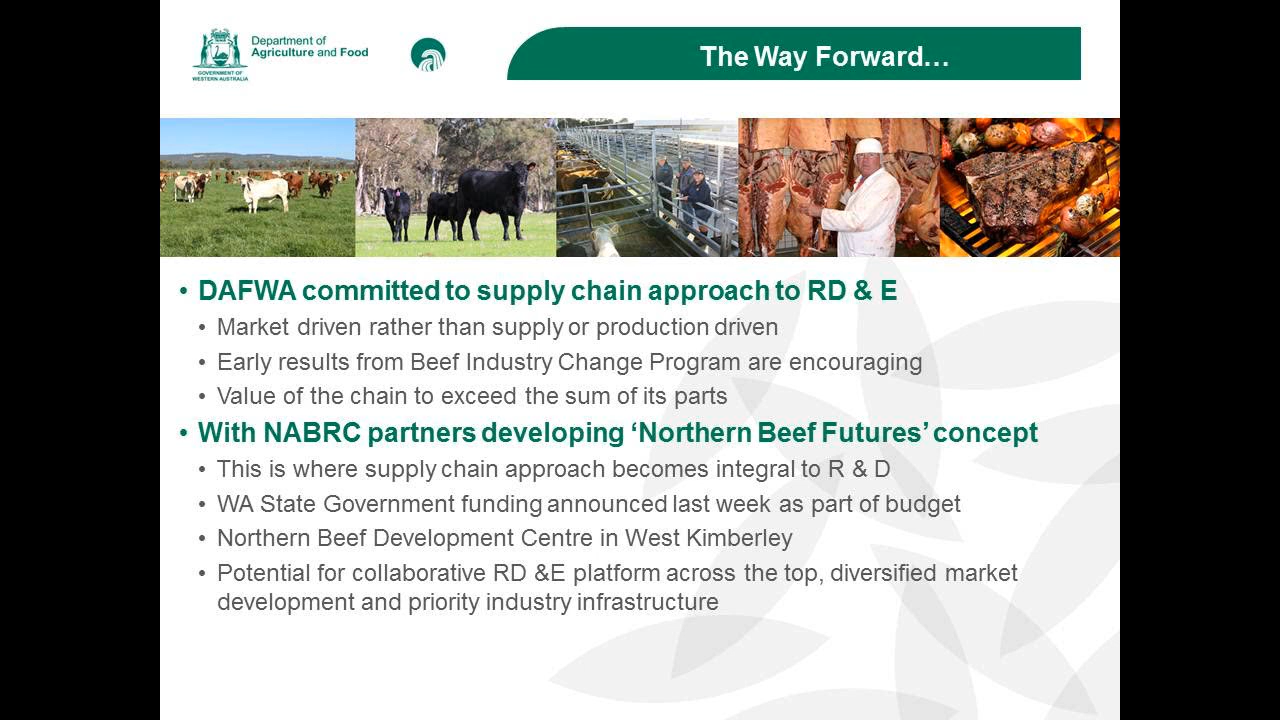 Department of
Agriculture and Food
GOVERNMENT OF
WESTERN AUSTRALIA
The Way Forward…
• DAFWA committed to supply chain approach to RD & E
• Market driven rather than supply or production driven
• Early results from Beef Industry Change Program are encouraging
• Value of the chain to exceed the sum of its parts
• With NABRC partners developing ‘Northern Beef Futures’ concept
• This is where supply chain approach becomes integral to R & D
• WA State Government funding announced last week as part of budget
• Northern Beef Development Centre in West Kimberley
• Potential for collaborative RD &E platform across the top, diversified market
development and priority industry infrastructure